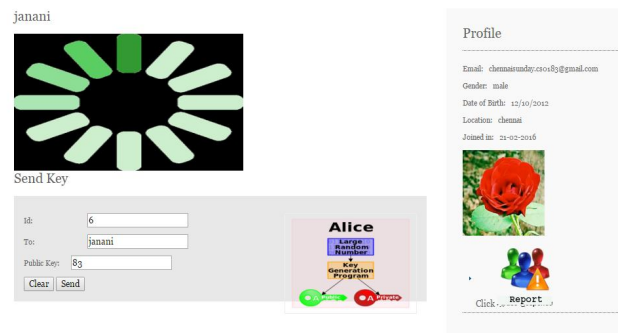 janani
Send Key
Id: 6
To: janani
Public Key: 83
Clear Send
Alice
Large
Random
Number
Key
Generation
Program
A Public
A Private
Profile
Email: chennaisunday.cs0183@gmail.com
Gender: male
Date of Birth: 12/10/2012
Location: chennai
Joined in: 21-02-2016
Report
Click